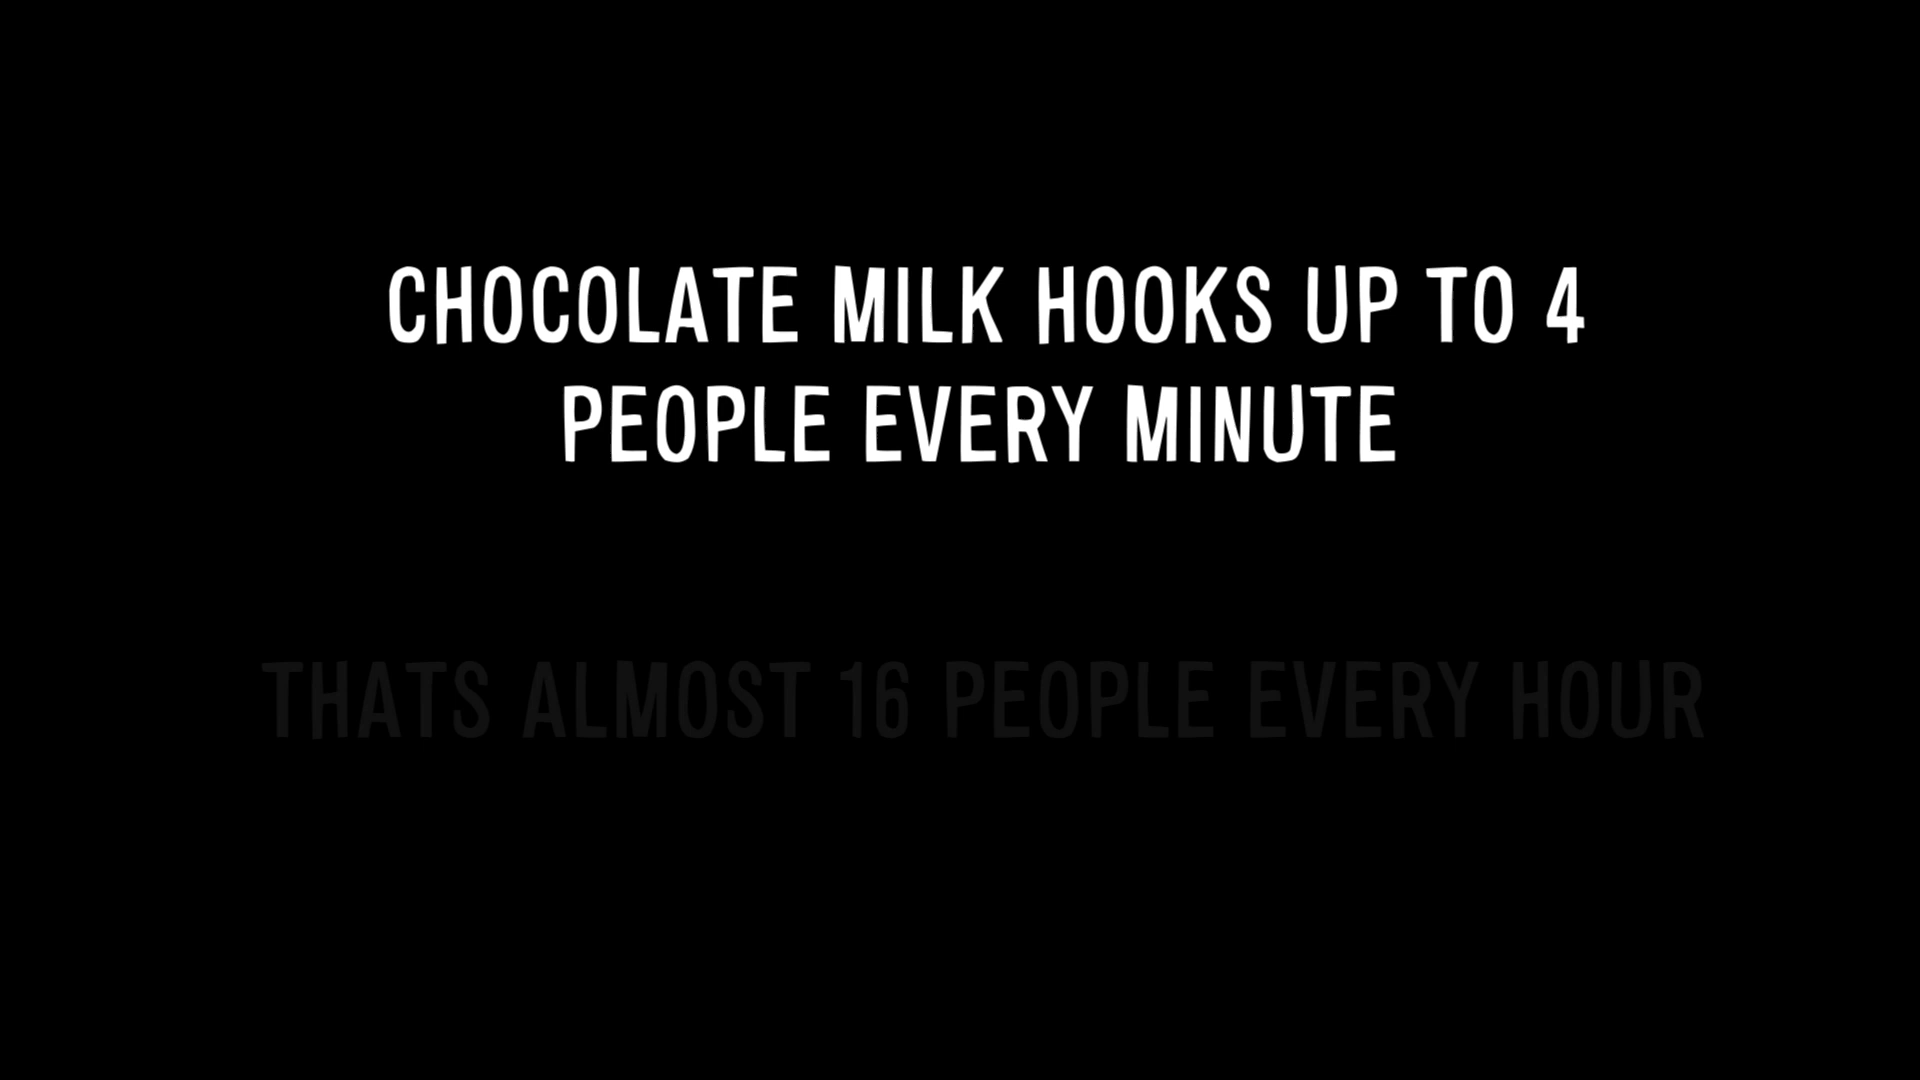 CHOCOLATE MILK HOOKS UP TO 4
PEOPLE EVERY MINUTE
THATS ALMOST 16 PEOPLE EVERY HOUR